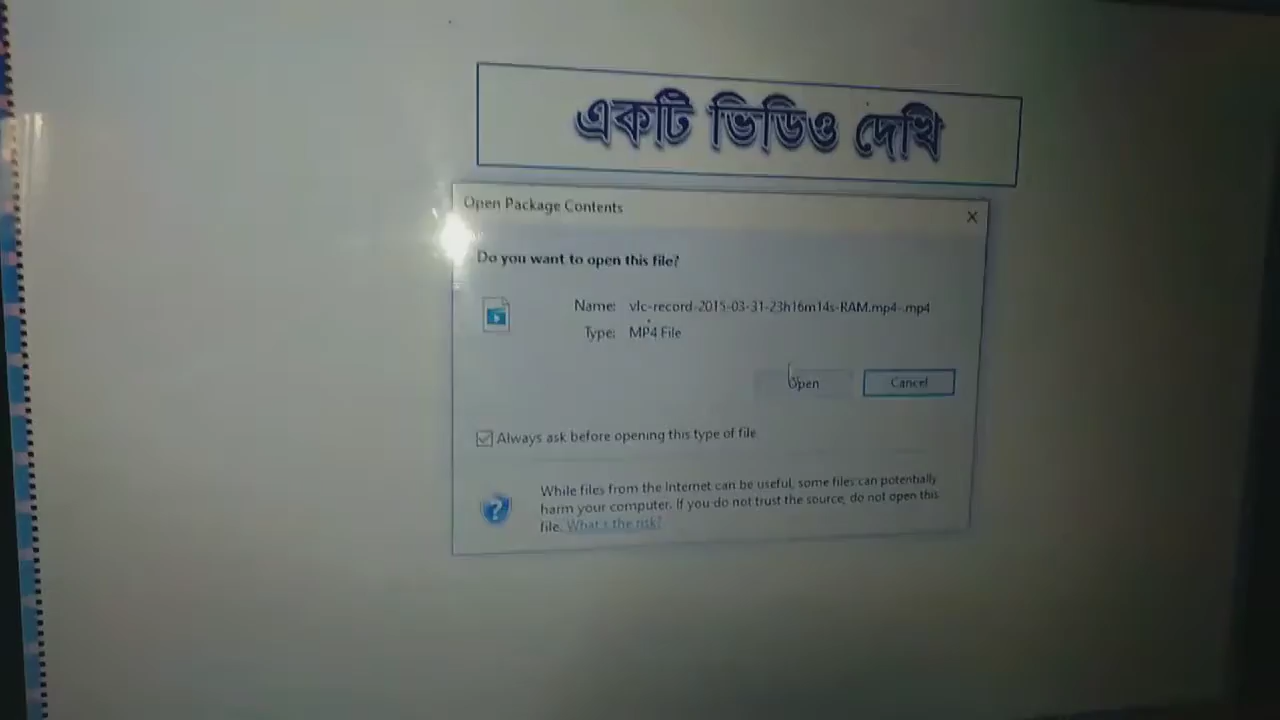 একটি ভিডিও দেখি
Open Package Contents
Do you want to open this file?
Name: vlc-record-2015-03-31-23h16m14s-RAM.mp4-.mp4
Type: MP4 File
Open Cancel
Always ask before opening this type of file
While files from the Internet can be useful, some files can potentially
harm your computer. If you do not trust the source, do not open this
file. What's the risk?